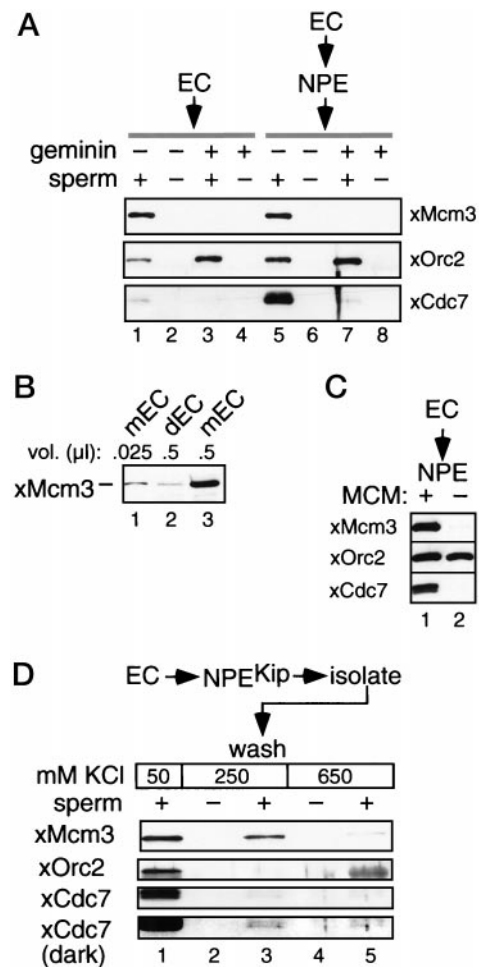 A
EC
EC
NPE
geminin − − + + − − + +
sperm + − + − + − + −
xMcm3
xOrc2
xCdc7
1 2 3 4 5 6 7 8
B
mEC dEC mEC
vol. (µl): .025 .5 .5
xMcm3 –
1 2 3
C
EC
NPE
MCM: + −
xMcm3
xOrc2
xCdc7
1 2
D
EC NPEKip isolate
wash
mM KCl 50 250 650
sperm + − + − +
xMcm3
xOrc2
xCdc7
xCdc7
(dark) 1 2 3 4 5